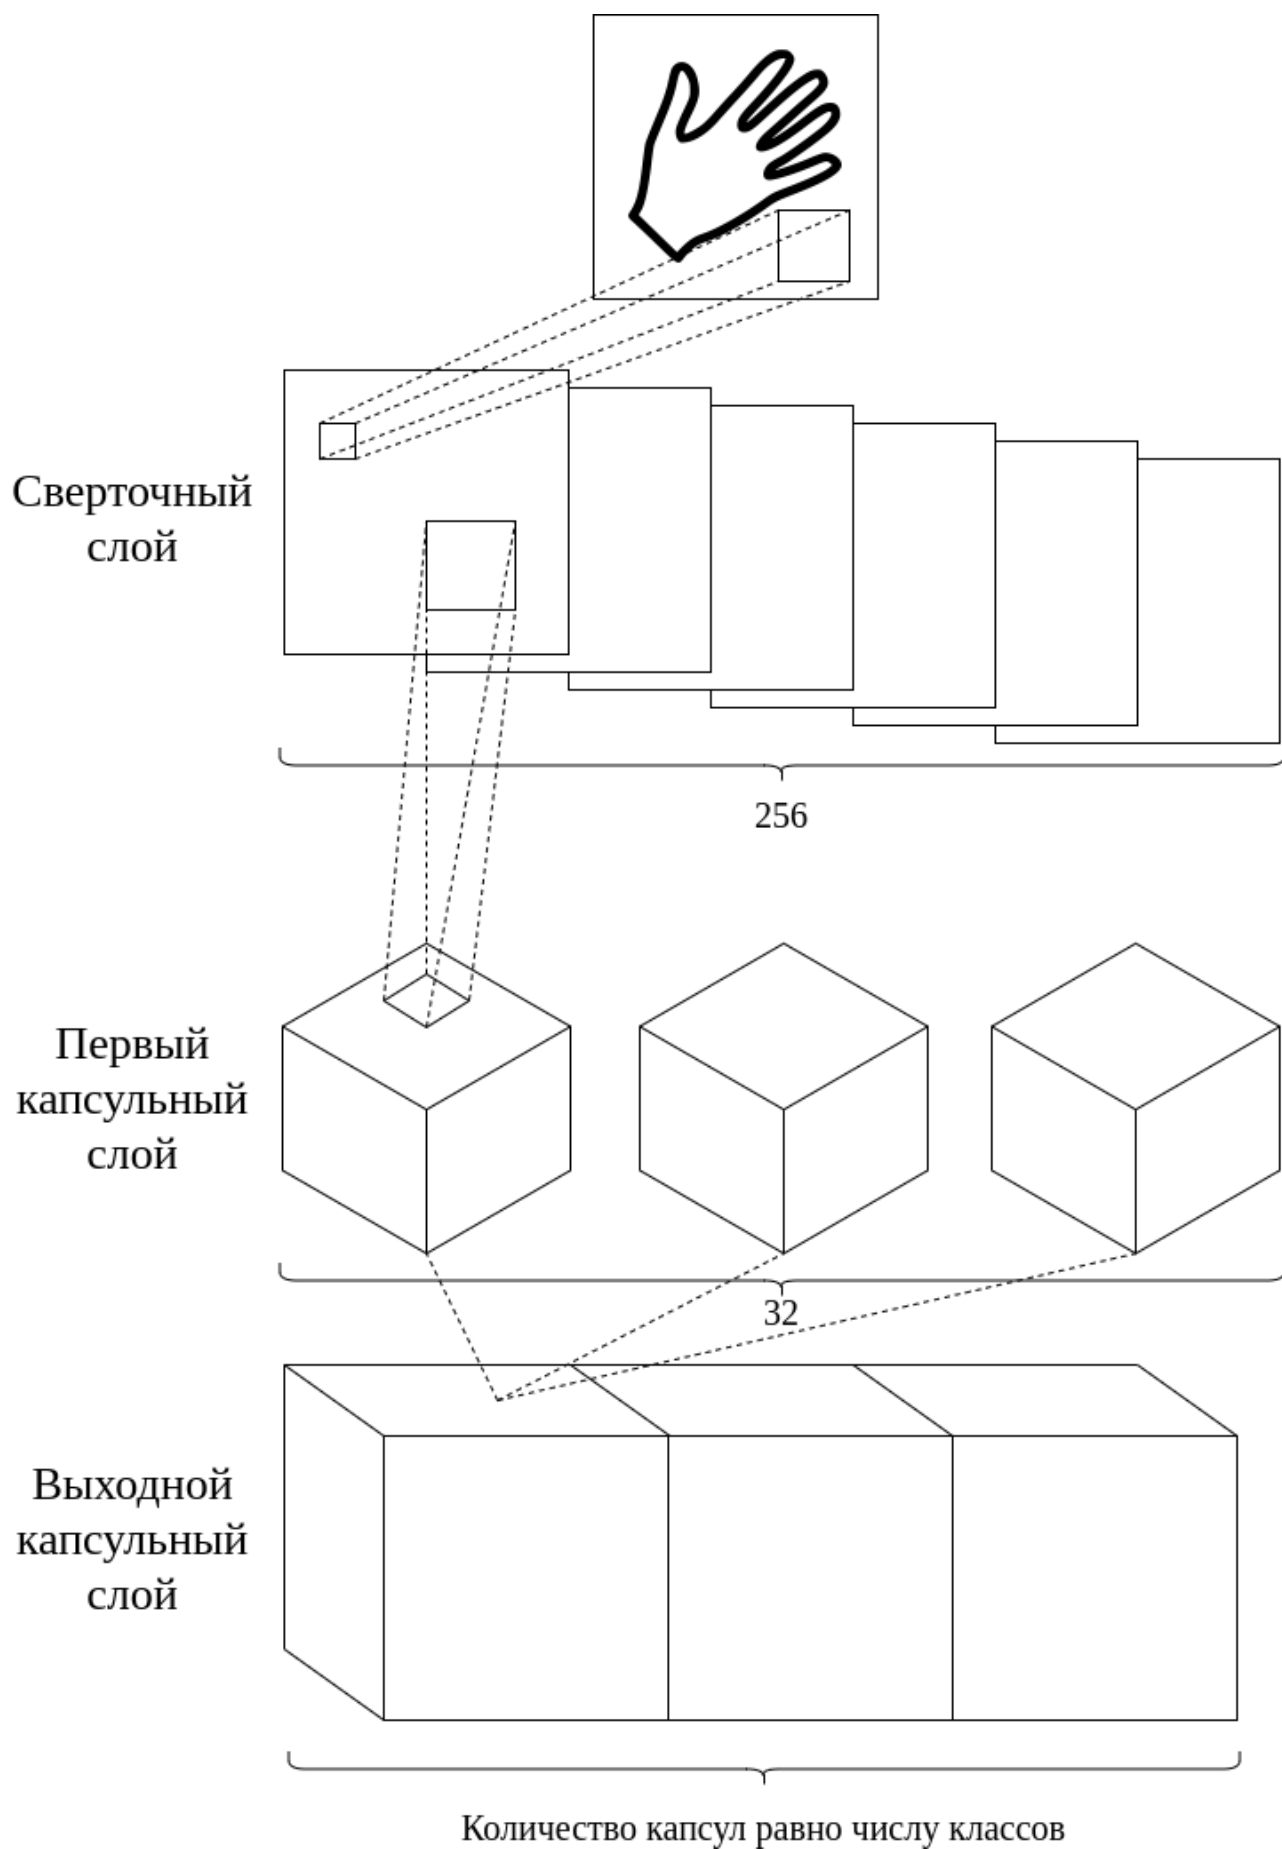 Сверточный
слой
256
Первый
капсульный
слой
32
Выходной
капсульный
слой
Количество капсул равно числу классов